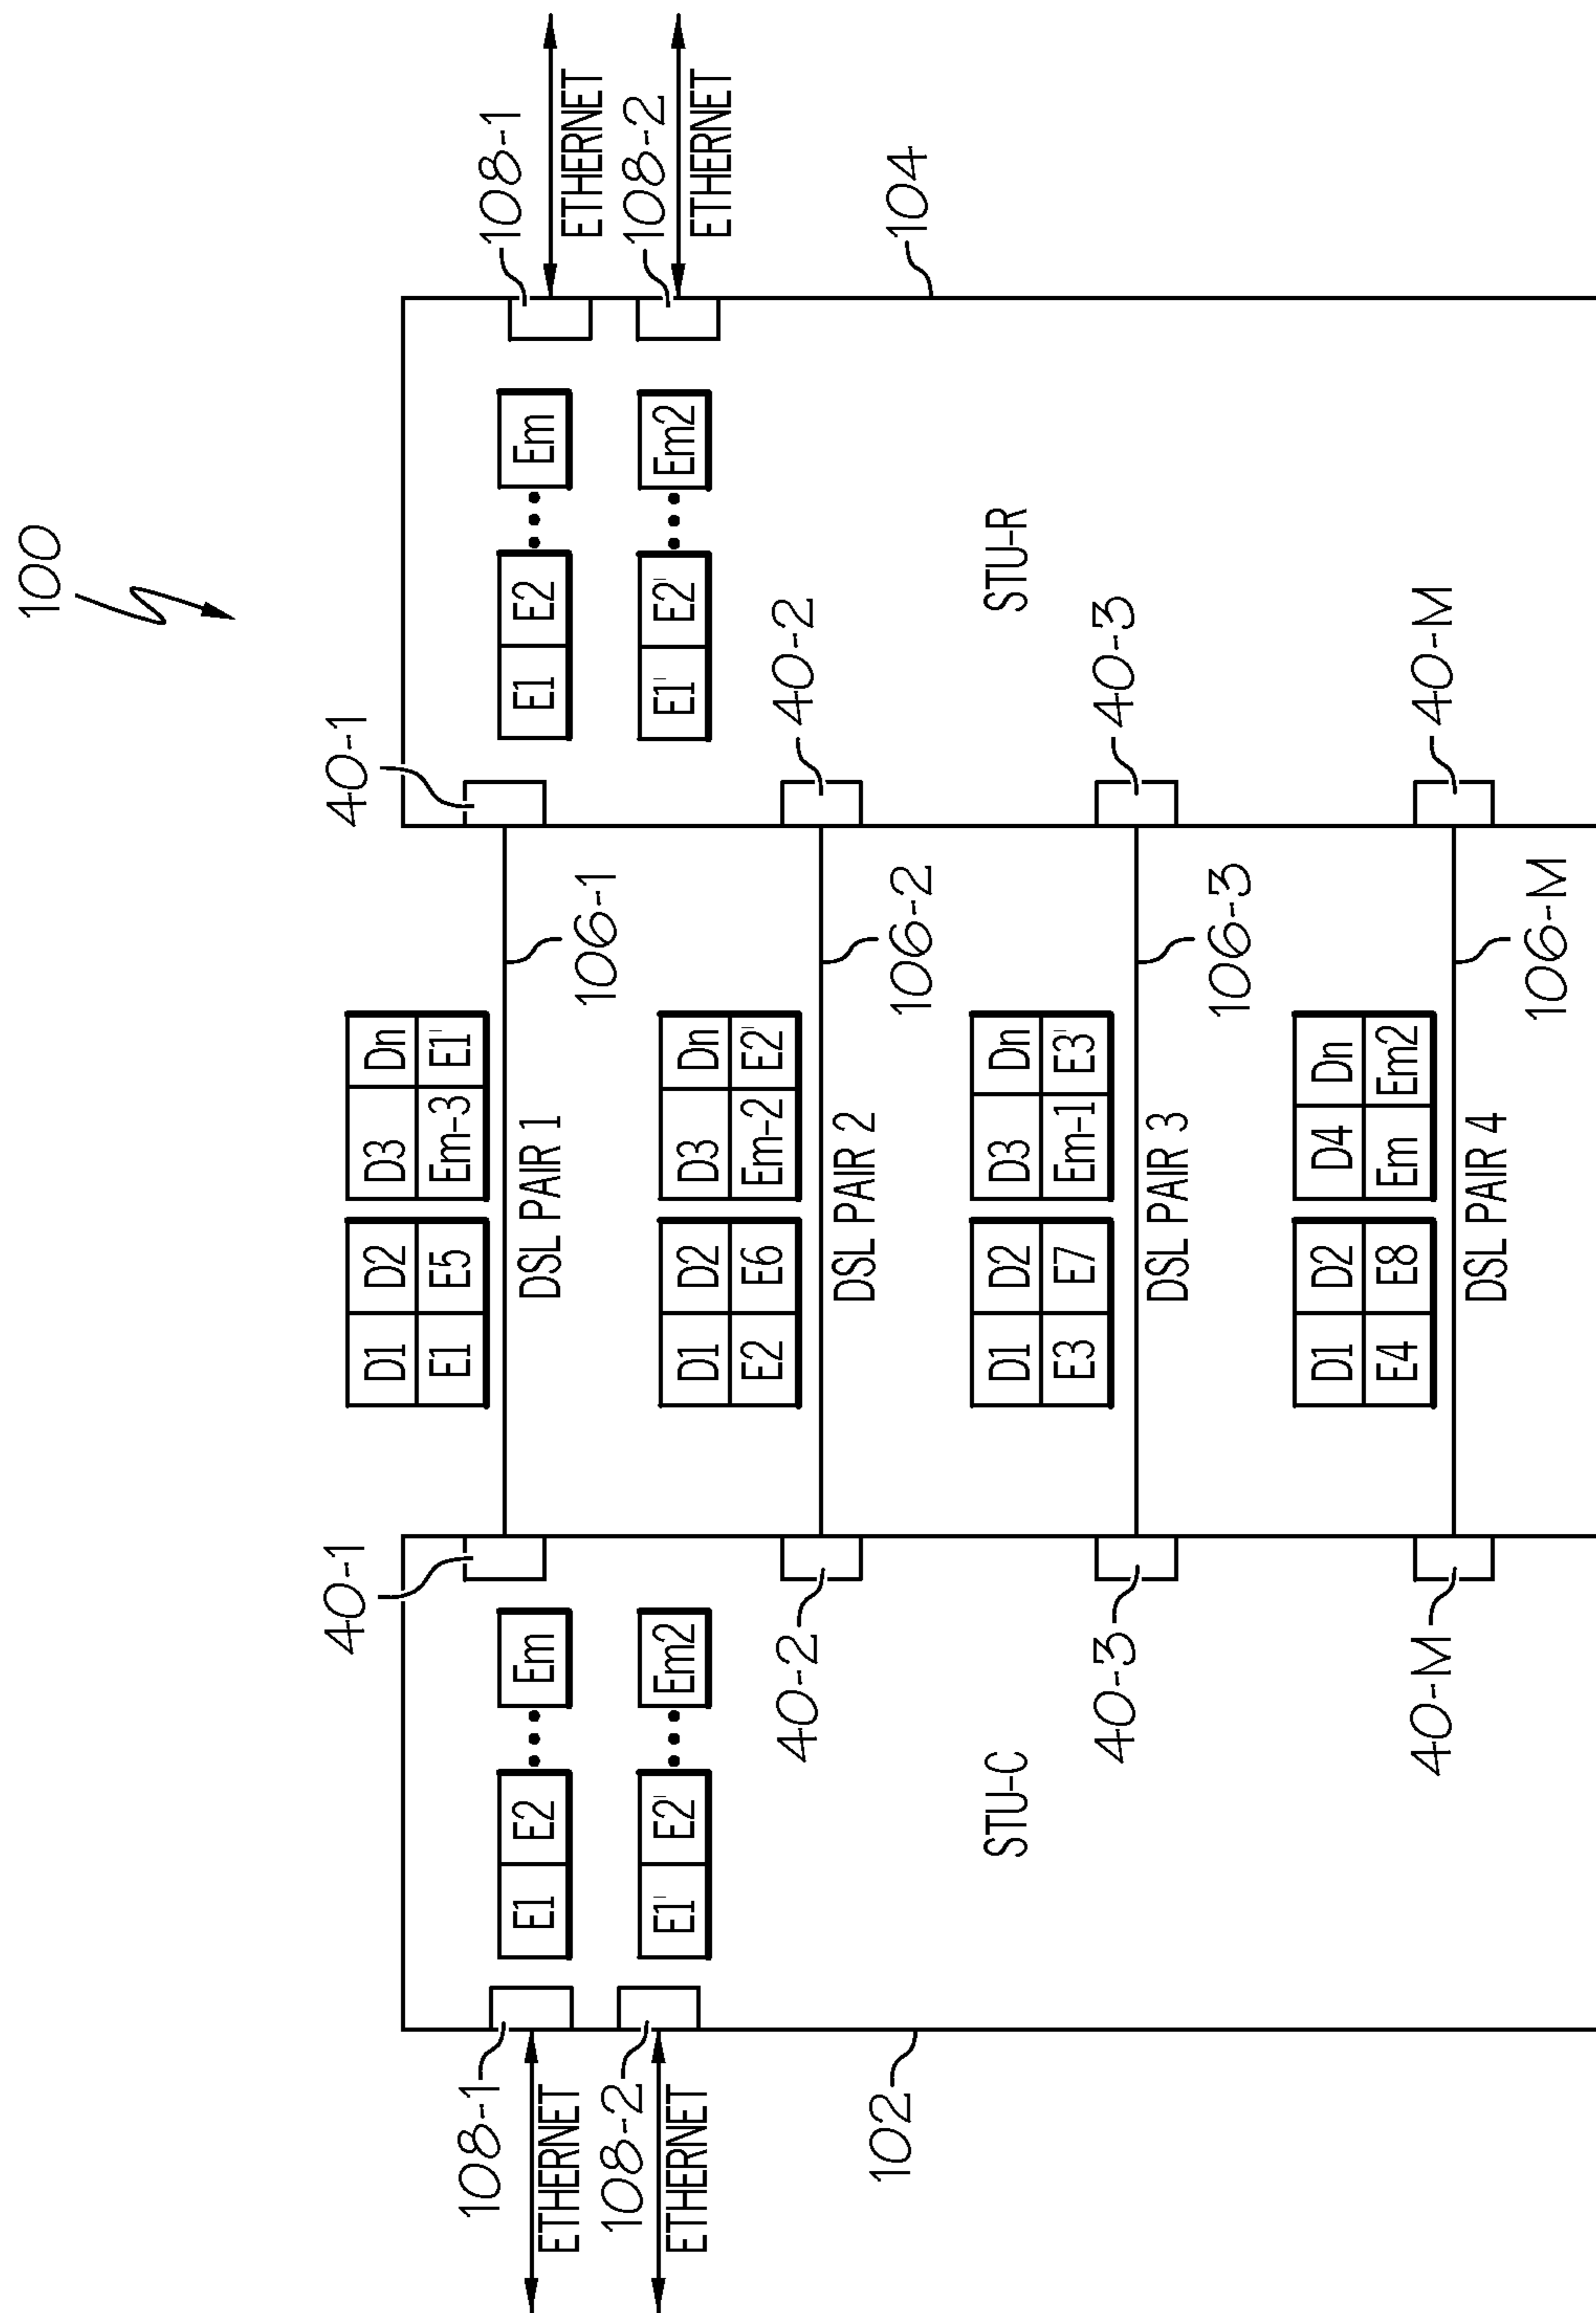 100
40-1
40-1
108-1
E1 E2 ••• Em
D1 D2
E1 E5
D3 Dn
Em-3 E1'
E1 E2 ••• Em
108-1
ETHERNET
DSL PAIR 1
106-1
ETHERNET
108-2
E1' E2' ••• Em2
E1' E2' ••• Em2
108-2
ETHERNET
ETHERNET
40-2
D1 D2
E2 E6
D3 Dn
Em-2 E2'
40-2
DSL PAIR 2
106-2
102
104
STU-C
STU-R
D1 D2
E3 E7
D3 Dn
Em-1 E3'
40-3
40-3
DSL PAIR 3
106-3
D1 D2
E4 E8
D4 Dn
Em Em2
40-M
40-M
DSL PAIR 4
106-M